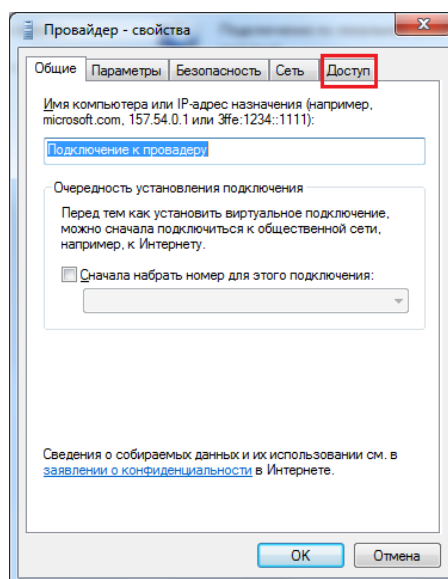 Провайдер - свойства
Общие Параметры Безопасность Сеть Доступ
Имя компьютера или IP-адрес назначения (например,
microsoft.com, 157.54.0.1 или 3ffe:1234::1111):
Подключение к провадеру
Очередность установления подключения
Перед тем как установить виртуальное подключение,
можно сначала подключиться к общественной сети,
например, к Интернету.
Сначала набрать номер для этого подключения:
Сведения о собираемых данных и их использовании см. в
заявлении о конфиденциальности в Интернете.
OK Отмена